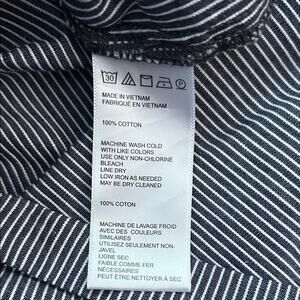 30 P
MADE IN VIETNAM
FABRIQUÉ EN VIETNAM
100% COTTON
MACHINE WASH COLD
WITH LIKE COLORS
USE ONLY NON-CHLORINE
BLEACH
LINE DRY
LOW IRON AS NEEDED
MAY BE DRY CLEANED
100% COTTON
MACHINE DE LAVAGE FROID
AVEC DES COULEURS
SIMILAIRES
UTILISEZ SEULEMENT NON-
JAVEL
LIGNE SEC
FAIBLE COMME FER
NÉCESSAIRES
PEUT ÊTRE NETTOYER À SEC